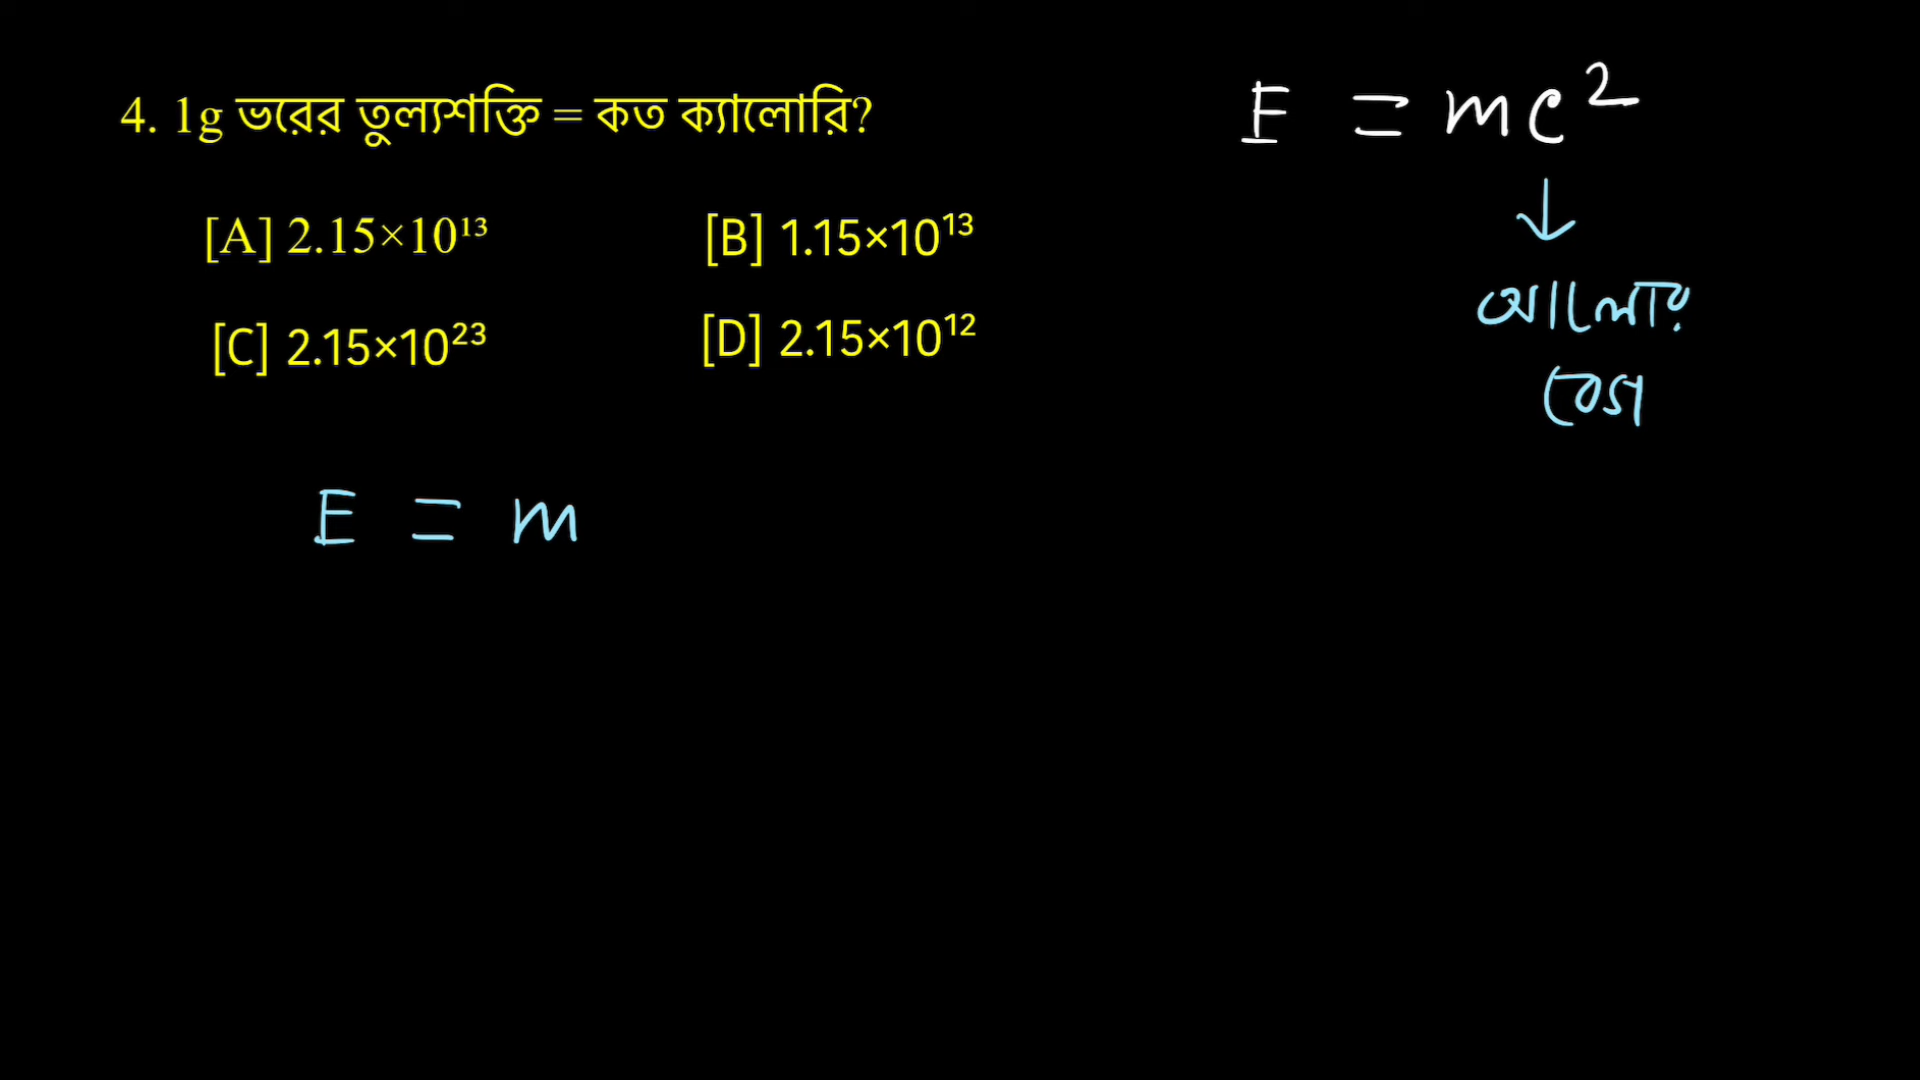 4. 1g ভরের তুল্যশক্তি = কত ক্যালোরি?
[A] 2.15×10¹³ [B] 1.15×10¹³
[C] 2.15×10²³ [D] 2.15×10¹²
E = mc²
↓
আলোর
বেগ
E = m